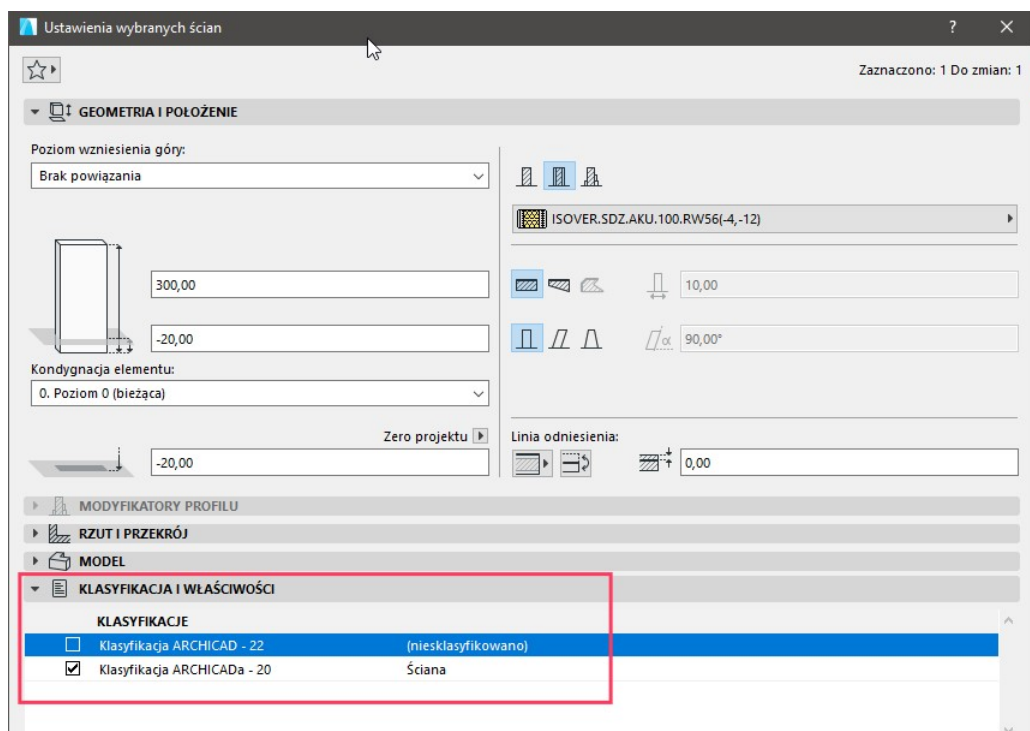 Ustawienia wybranych ścian
?
Zaznaczono: 1 Do zmian: 1
GEOMETRIA I POŁOŻENIE
Poziom wzniesienia góry:
Brak powiązania
ISOVER.SDZ.AKU.100.RW56(-4,-12)
300,00
10,00
-20,00
α 90,00°
Kondygnacja elementu:
0. Poziom 0 (bieżąca)
Zero projektu
Linia odniesienia:
-20,00
0,00
MODYFIKATORY PROFILU
RZUT I PRZEKRÓJ
MODEL
KLASYFIKACJA I WŁAŚCIWOŚCI
KLASYFIKACJE
Klasyfikacja ARCHICAD - 22 (niesklasyfikowano)
Klasyfikacja ARCHICADa - 20 Ściana